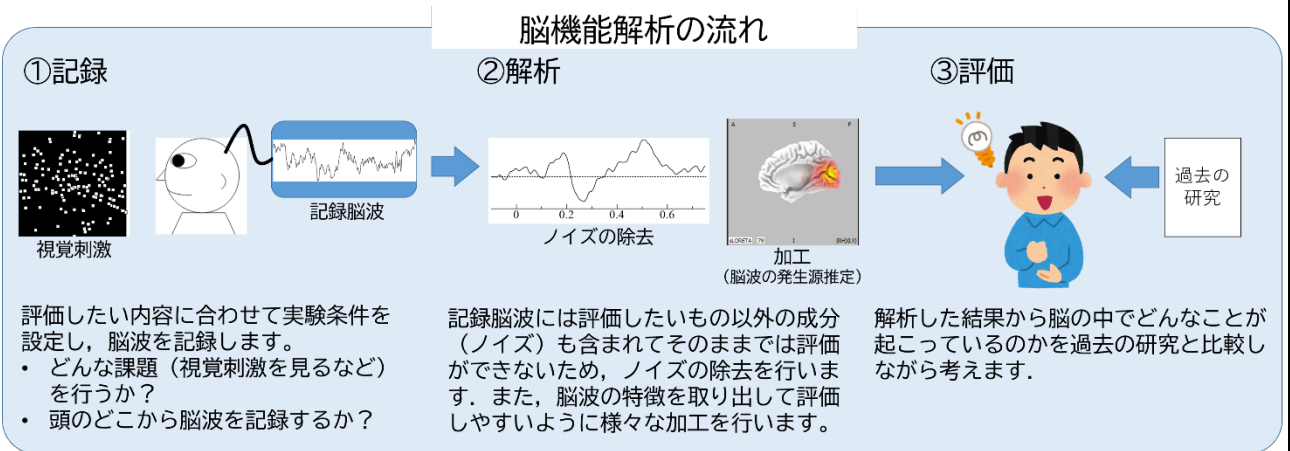 脳機能解析の流れ
①記録
視覚刺激
記録脳波
評価したい内容に合わせて実験条件を
設定し，脳波を記録します。
• どんな課題（視覚刺激を見るなど）
を行うか？
• 頭のどこから脳波を記録するか？
②解析
0 0.2 0.4 0.6
ノイズの除去
A S P
sLORETA 79 I (RH)(LV)
加工
（脳波の発生源推定）
記録脳波には評価したいもの以外の成分
（ノイズ）も含まれてそのままでは評価
ができないため，ノイズの除去を行いま
す．また，脳波の特徴を取り出して評価
しやすいように様々な加工を行います。
③評価
過去の
研究
解析した結果から脳の中でどんなことが
起こっているのかを過去の研究と比較し
ながら考えます．